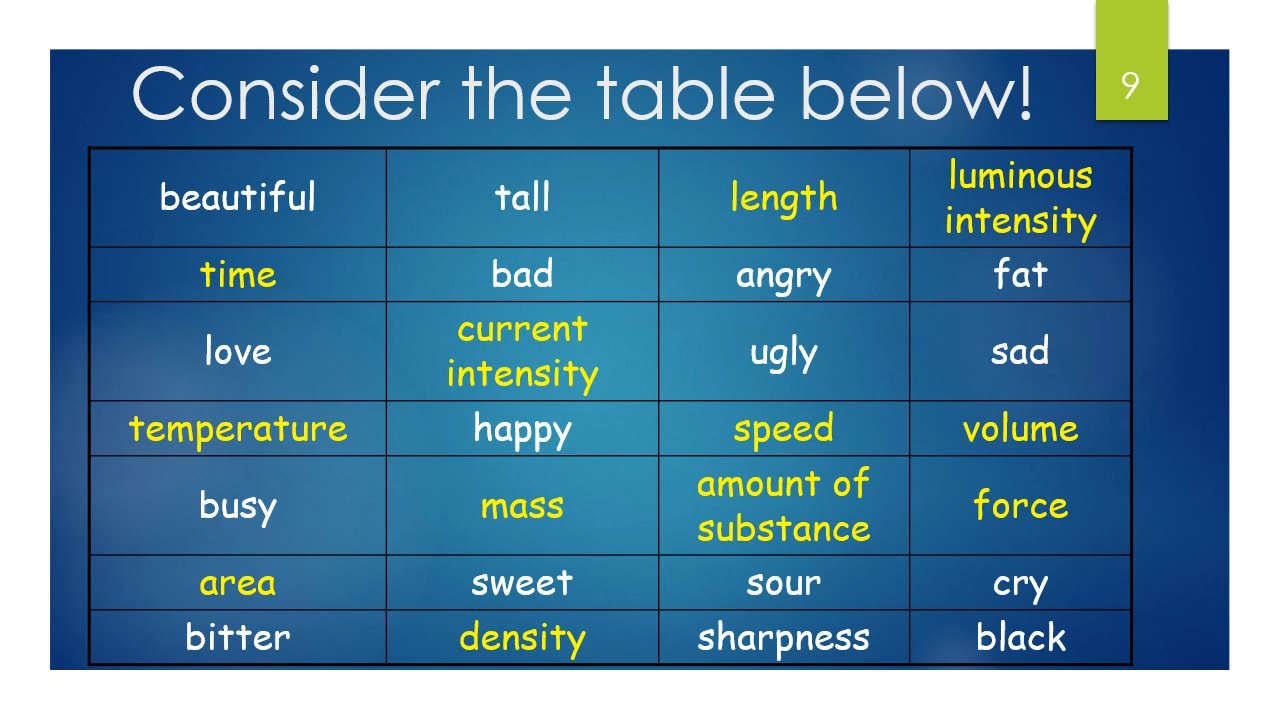 Consider the table below!
9
beautiful tall length luminous intensity
time bad angry fat
love current intensity ugly sad
temperature happy speed volume
busy mass amount of substance force
area sweet sour cry
bitter density sharpness black